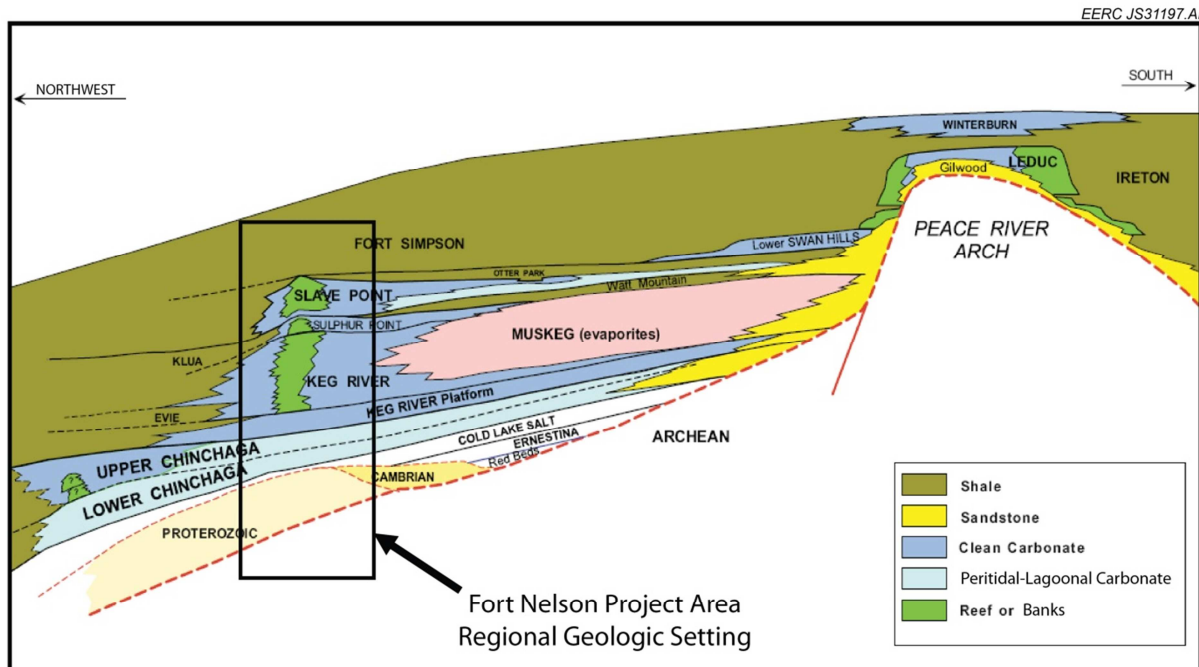 EERC JS31197.A
NORTHWEST
SOUTH
WINTERBURN
LEDUC
Gilwood
IRETON
PEACE RIVER
ARCH
FORT SIMPSON
Lower SWAN HILLS
OTTER PARK
Watt Mountain
SLAVE POINT
SULPHUR POINT
MUSKEG (evaporites)
KLUA
KEG RIVER
KEG RIVER Platform
EVIE
COLD LAKE SALT
ERNESTINA
Red Beds
ARCHEAN
UPPER CHINCHAGA
LOWER CHINCHAGA
CAMBRIAN
PROTEROZOIC
? ?
Shale
Sandstone
Clean Carbonate
Peritidal-Lagoonal Carbonate
Reef or Banks
Fort Nelson Project Area
Regional Geologic Setting